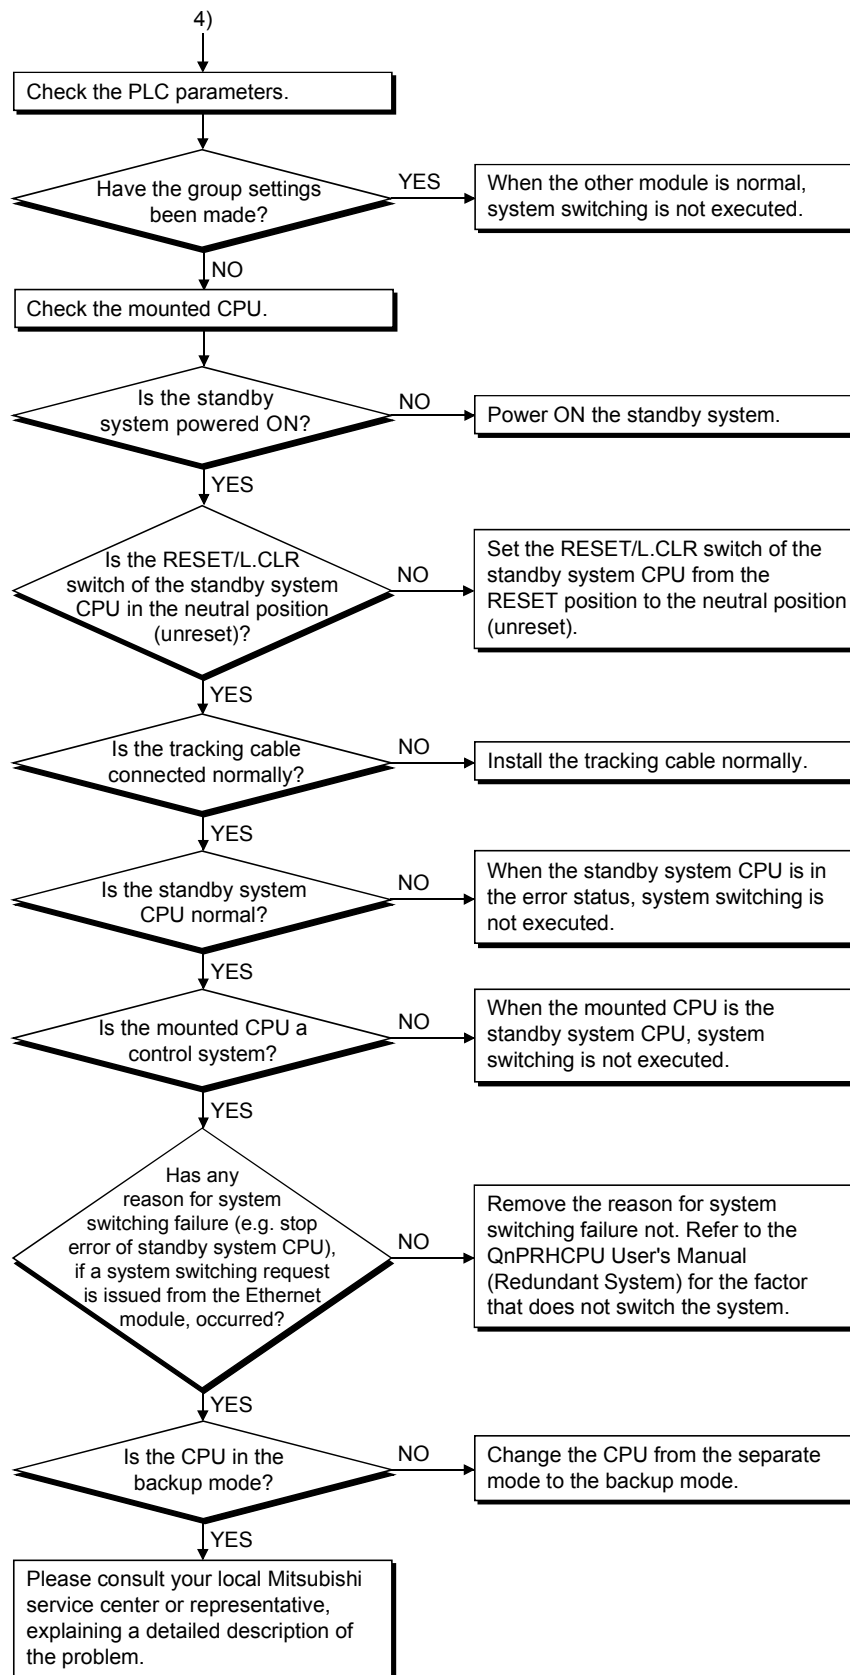 4)
Check the PLC parameters.
Have the group settings
been made?
YES
When the other module is normal,
system switching is not executed.
NO
Check the mounted CPU.
Is the standby
system powered ON?
NO
Power ON the standby system.
YES
Is the RESET/L.CLR
switch of the standby system
CPU in the neutral position
(unreset)?
NO
Set the RESET/L.CLR switch of the
standby system CPU from the
RESET position to the neutral position
(unreset).
YES
Is the tracking cable
connected normally?
NO
Install the tracking cable normally.
YES
Is the standby system
CPU normal?
NO
When the standby system CPU is in
the error status, system switching is
not executed.
YES
Is the mounted CPU a
control system?
NO
When the mounted CPU is the
standby system CPU, system
switching is not executed.
YES
Has any
reason for system
switching failure (e.g. stop
error of standby system CPU),
if a system switching request
is issued from the Ethernet
module, occurred?
NO
Remove the reason for system
switching failure not. Refer to the
QnPRHCPU User's Manual
(Redundant System) for the factor
that does not switch the system.
YES
Is the CPU in the
backup mode?
NO
Change the CPU from the separate
mode to the backup mode.
YES
Please consult your local Mitsubishi
service center or representative,
explaining a detailed description of
the problem.